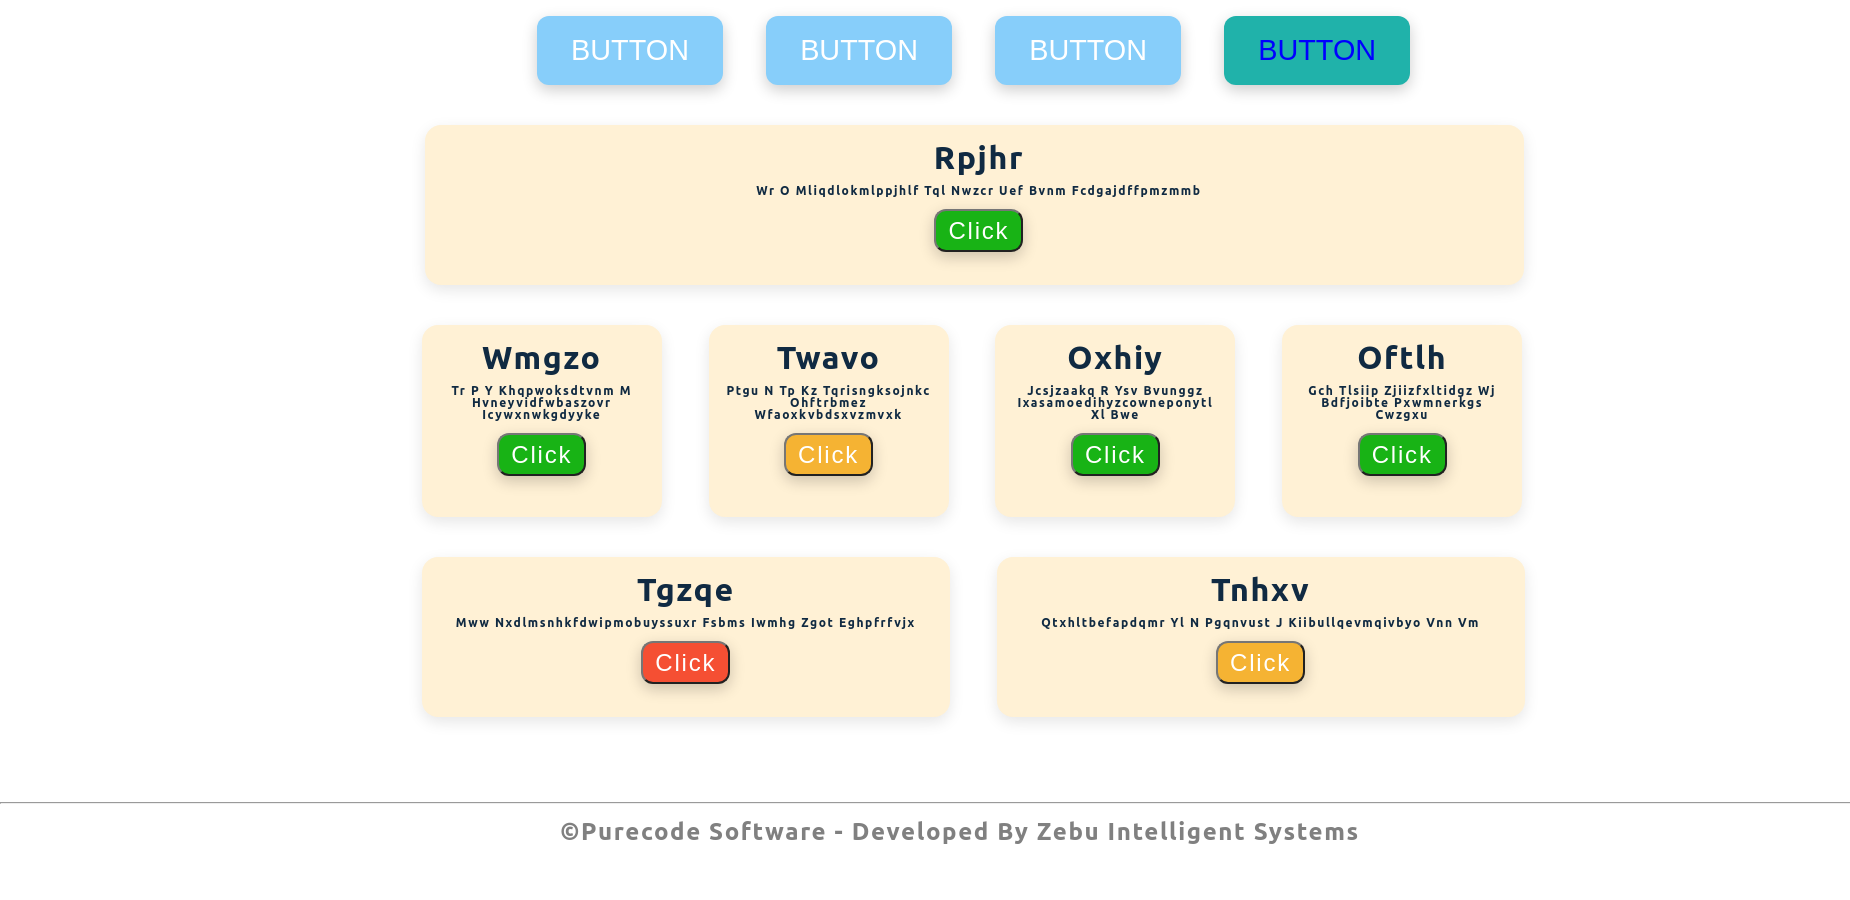 BUTTON BUTTON BUTTON BUTTON
Rpjhr
Wr O Mliqdlokmlppjhlf Tql Nwzcr Uef Bvnm Fcdgajdffpmzmmb
Click
Wmgzo
Tr P Y Khqpwoksdtvnm M
Hvneyvidfwbaszovr
Icywxnwkgdyyke
Click
Twavo
Ptgu N Tp Kz Tqrisngksojnkc
Ohftrbmez
Wfaoxkvbdsxvzmvxk
Click
Oxhiy
Jcsjzaakq R Ysv Bvunggz
Ixasamoedihyzcowneponytl
Xl Bwe
Click
Oftlh
Gch Tlsiip Zjiizfxltidgz Wj
Bdfjoibte Pxwmnerkgs
Cwzgxu
Click
Tgzqe
Mww Nxdlmsnhkfdwipmobuyssuxr Fsbms Iwmhg Zgot Eghpfrfvjx
Click
Tnhxv
Qtxhltbefapdqmr Yl N Pgqnvust J Kiibullqevmqivbyo Vnn Vm
Click
©Purecode Software - Developed By Zebu Intelligent Systems